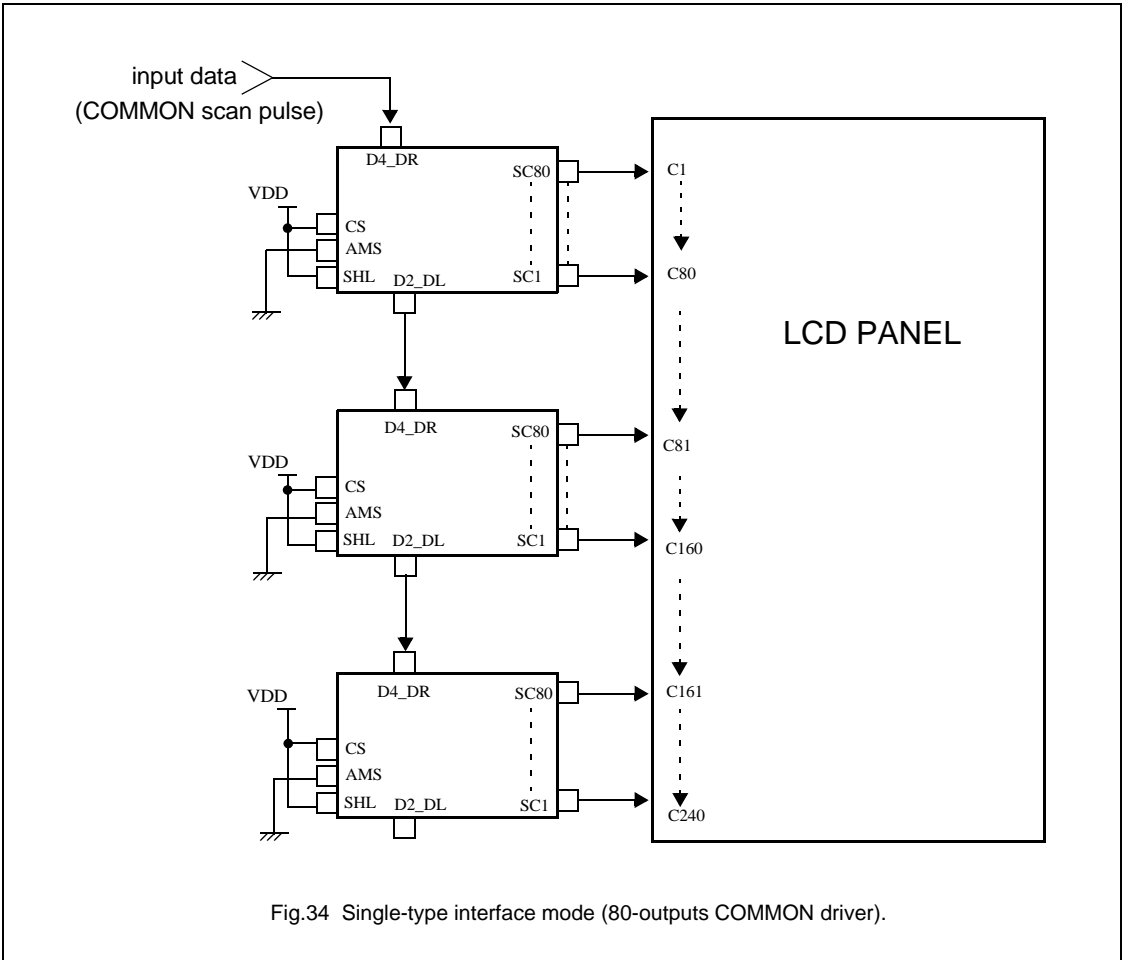 input data
(COMMON scan pulse)
D4_DR
SC80
C1
VDD
CS
AMS
SHL
D2_DL
SC1
C80
LCD PANEL
D4_DR
SC80
C81
VDD
CS
AMS
SHL
D2_DL
SC1
C160
D4_DR
SC80
C161
VDD
CS
AMS
SHL
D2_DL
SC1
C240
Fig.34 Single-type interface mode (80-outputs COMMON driver).